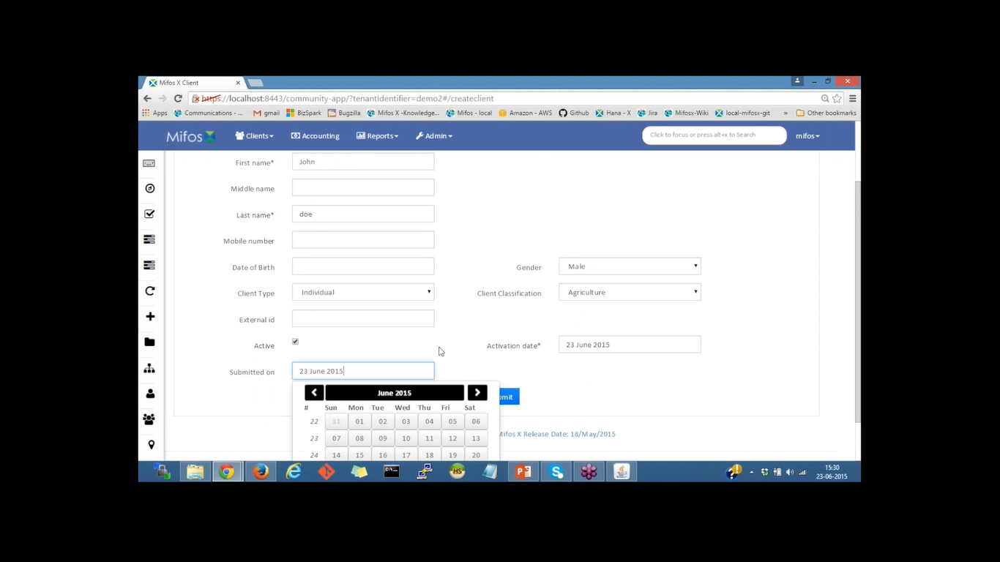 Mifos X Client
https://localhost:8443/community-app/?tenantIdentifier=demo2#/createclient
Apps Communications - ... gmail BizSpark Bugzilla Mifos X -Knowledge... Mifos - local Amazon - AWS Github Hana - X Jira Mifosx-Wiki local-mifosx-git » Other bookmarks
Mifos X Clients Accounting Reports Admin Click to focus or press alt+x to Search mifos
First name* John
Middle name
Last name* doe
Mobile number
Date of Birth Gender Male
Client Type Individual Client Classification Agriculture
External id
Active Activation date* 23 June 2015
Submitted on 23 June 2015
June 2015 mit
# Sun Mon Tue Wed Thu Fri Sat
22 31 01 02 03 04 05 06
Mifos X Release Date: 18/May/2015
23 07 08 09 10 11 12 13
24 14 15 16 17 18 19 20
HS
15:30
23-06-2015